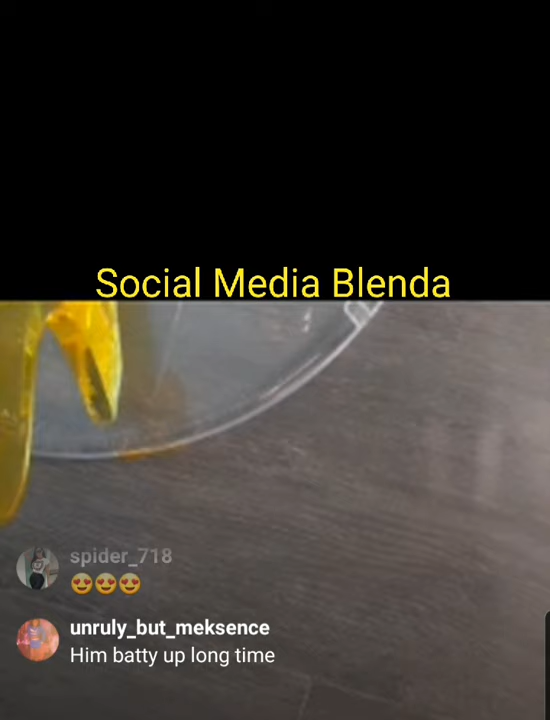 Social Media Blenda
spider_718
😍😍😍
unruly_but_meksence
Him batty up long time